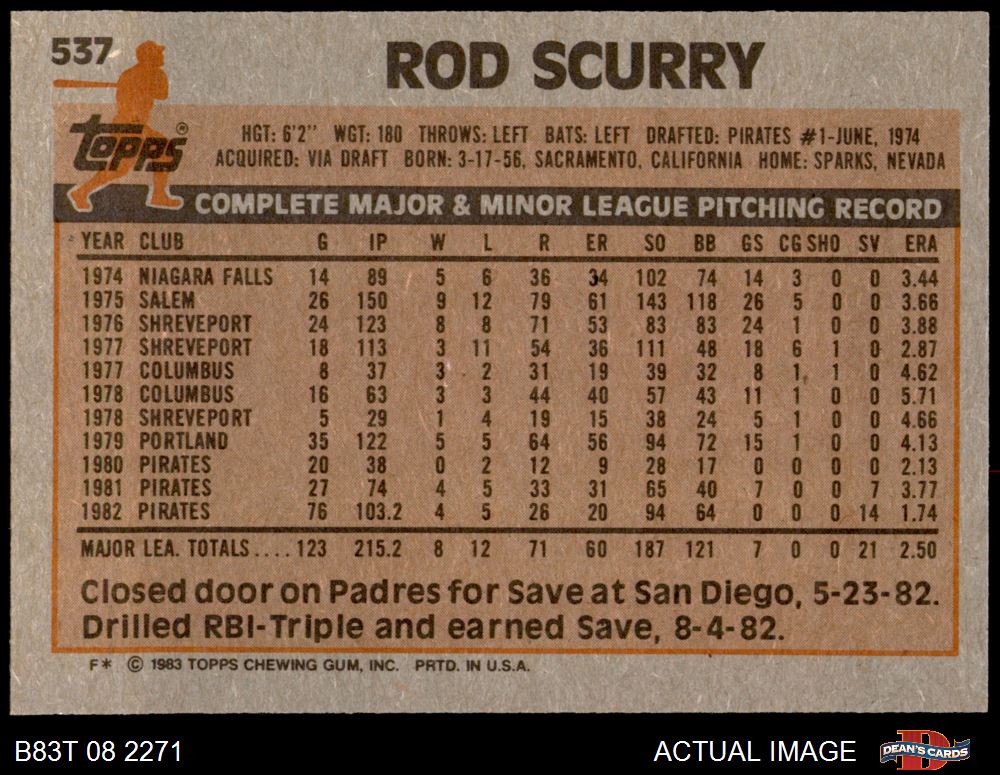 537
ROD SCURRY
topps®
HGT: 6'2" WGT: 180 THROWS: LEFT BATS: LEFT DRAFTED: PIRATES #1-JUNE, 1974
ACQUIRED: VIA DRAFT BORN: 3-17-56, SACRAMENTO, CALIFORNIA HOME: SPARKS, NEVADA
COMPLETE MAJOR & MINOR LEAGUE PITCHING RECORD
YEAR CLUB G IP W L R ER SO BB GS CG SHO SV ERA
1974 NIAGARA FALLS 14 89 5 6 36 34 102 74 14 3 0 0 3.44
1975 SALEM 26 150 9 12 79 61 143 118 26 5 0 0 3.66
1976 SHREVEPORT 24 123 8 8 71 53 83 83 24 1 0 0 3.88
1977 SHREVEPORT 18 113 3 11 54 36 111 48 18 6 1 0 2.87
1977 COLUMBUS 8 37 3 2 31 19 39 32 8 1 1 0 4.62
1978 COLUMBUS 16 63 3 3 44 40 57 43 11 1 0 0 5.71
1978 SHREVEPORT 5 29 1 4 19 15 38 24 5 1 0 0 4.66
1979 PORTLAND 35 122 5 5 64 56 94 72 15 1 0 0 4.13
1980 PIRATES 20 38 0 2 12 9 28 17 0 0 0 0 2.13
1981 PIRATES 27 74 4 5 33 31 65 40 7 0 0 7 3.77
1982 PIRATES 76 103.2 4 5 26 20 94 64 0 0 0 14 1.74
MAJOR LEA. TOTALS....123 215.2 8 12 71 60 187 121 7 0 0 21 2.50
Closed door on Padres for Save at San Diego, 5-23-82.
Drilled RBI-Triple and earned Save, 8-4-82.
F* © 1983 TOPPS CHEWING GUM, INC. PRTD. IN U.S.A.
B83T 08 2271 ACTUAL IMAGE DEAN'S CARDS